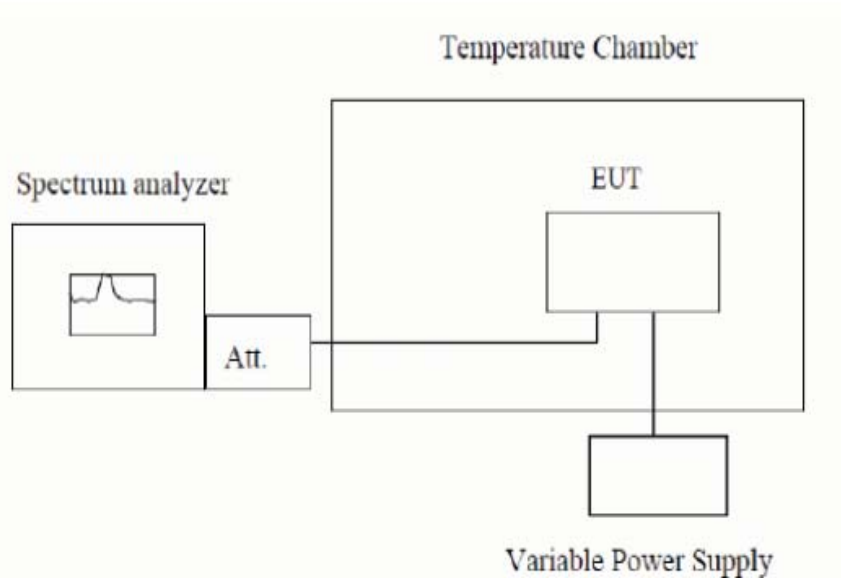 Temperature Chamber
EUT
Spectrum analyzer
Att.
Variable Power Supply